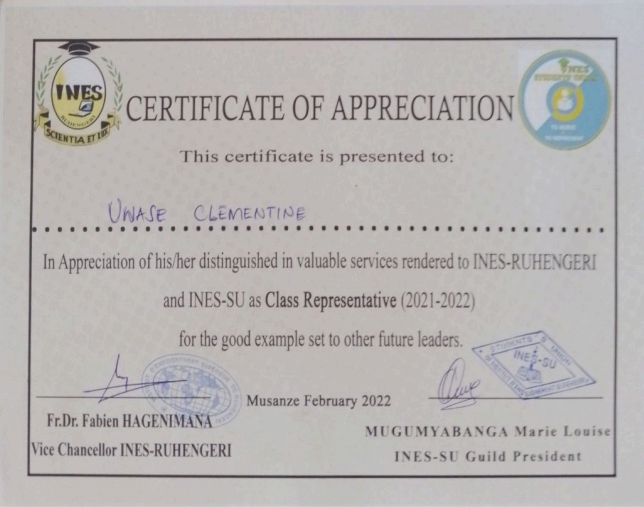 INES
RUHENGERI
SCIENTIA ET LUX
INES
CERTIFICATE OF APPRECIATION
This certificate is presented to:
UWASE CLEMENTINE
In Appreciation of his/her distinguished in valuable services rendered to INES-RUHENGERI
and INES-SU as Class Representative (2021-2022)
for the good example set to other future leaders.
STUDENTS UNION
INES-SU
Musanze February 2022
Fr.Dr. Fabien HAGENIMANA
Vice Chancellor INES-RUHENGERI
MUGUMYABANGA Marie Louise
INES-SU Guild President